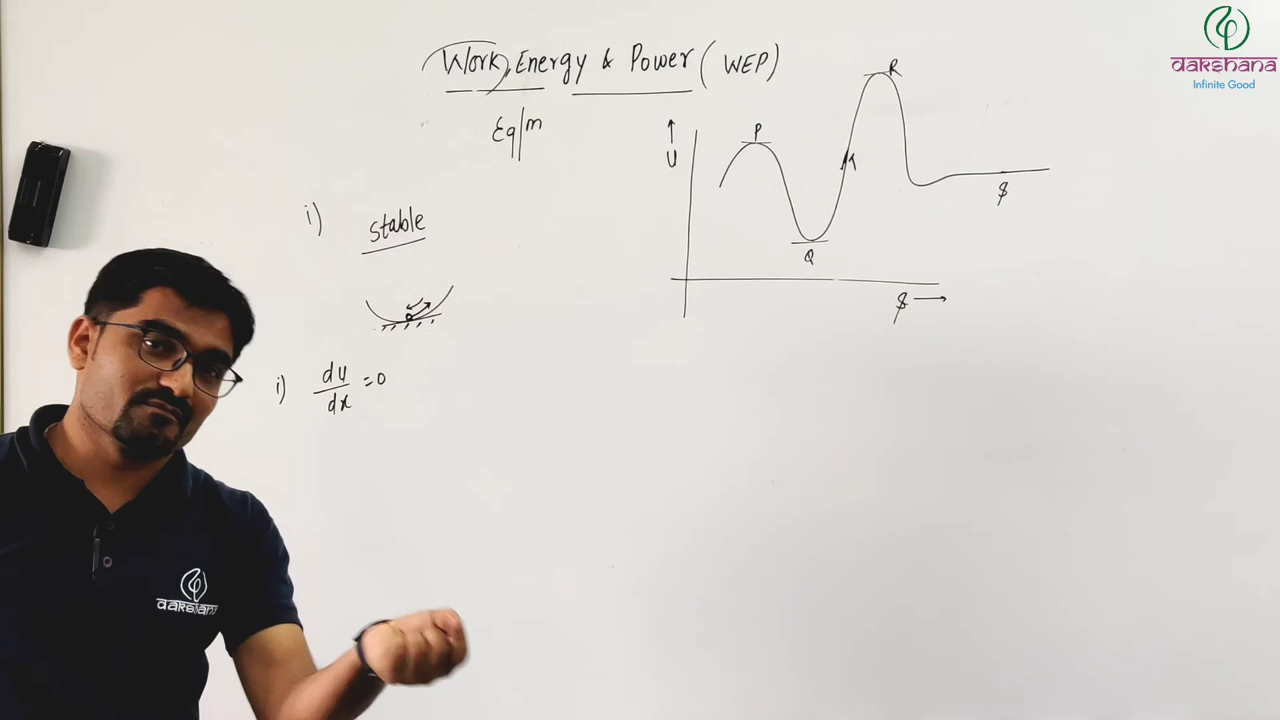 Work, Energy & Power (WEP)
Eq/m
i) stable
i) du/dx = 0
U
P
Q
R
$
$
dakshana
Infinite Good
dakshana